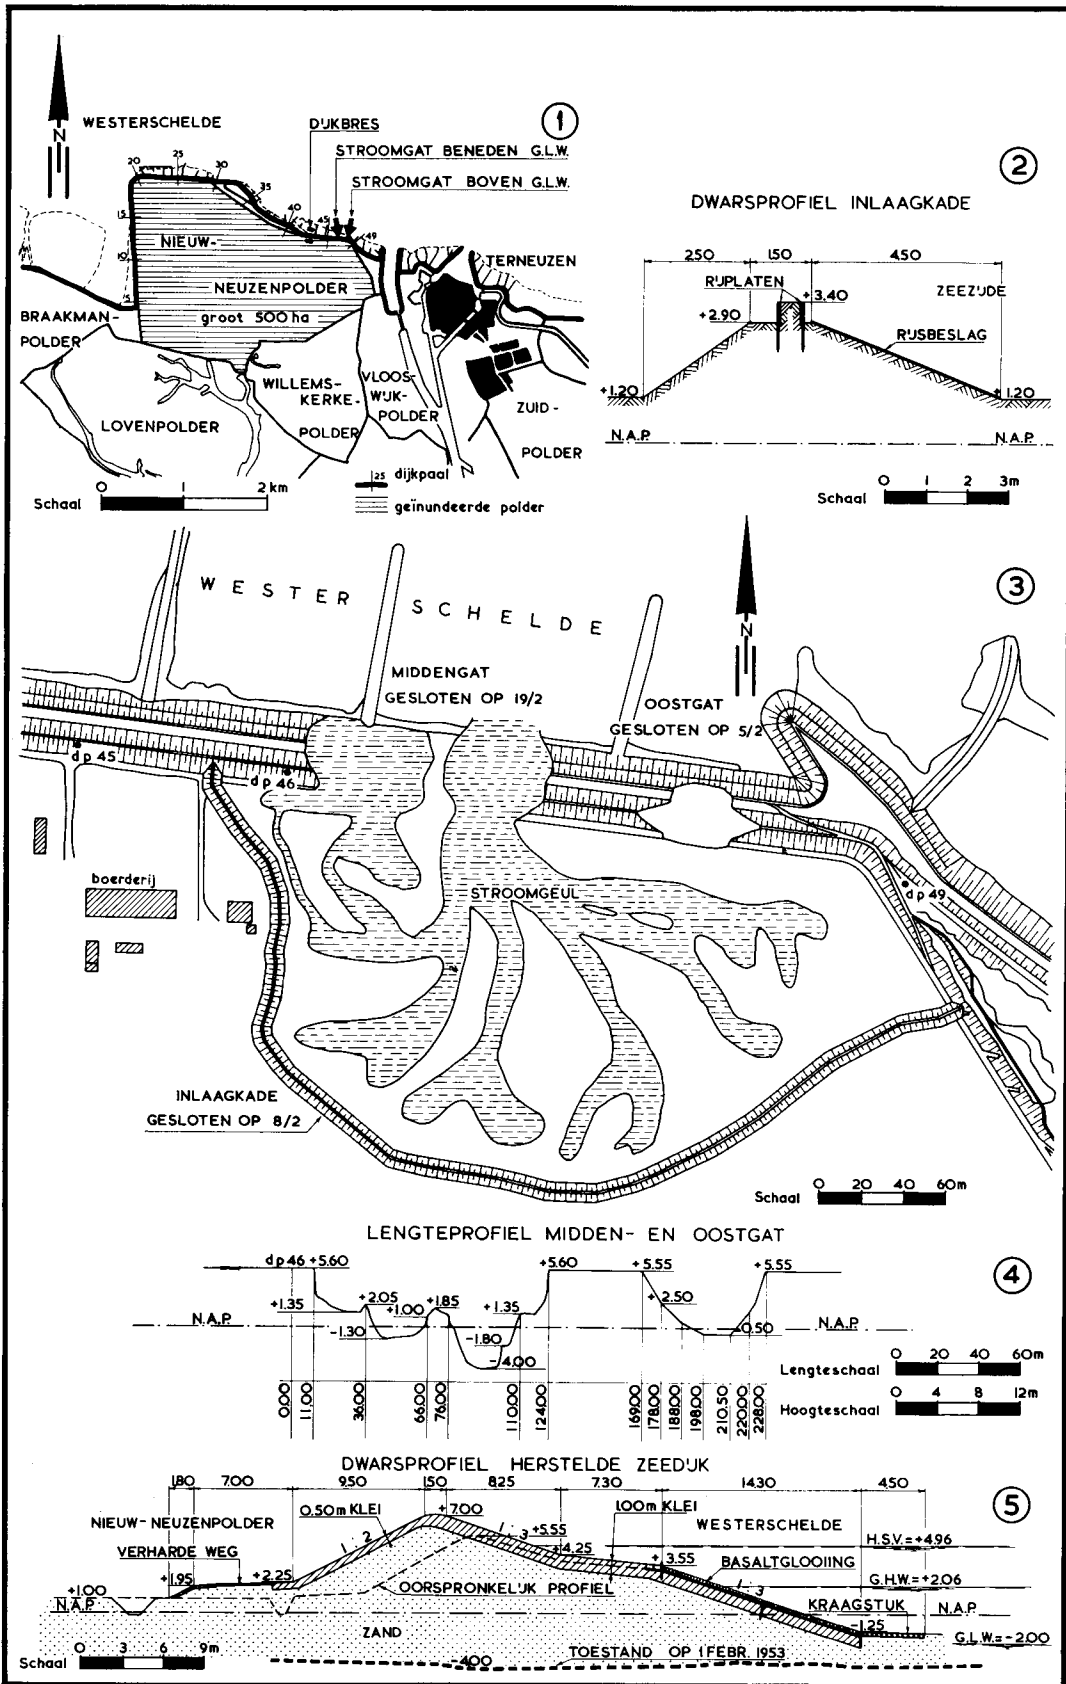 1
N
WESTERSCHELDE
DIJKBRES
STROOMGAT BENEDEN G.L.W.
STROOMGAT BOVEN G.L.W.
20
25
30
35
40
45
49
15
10
5
NIEUW-
NEUZENPOLDER
groot 500 ha
TERNEUZEN
BRAAKMAN-
POLDER
LOVENPOLDER
WILLEMS-
KERKE-
POLDER
VLOOS-
WIJK-
POLDER
ZUID-
POLDER
Schaal
0 1 2 km
25 dijkpaal
geïnundeerde polder
2
DWARSPROFIEL INLAAGKADE
2.50 1.50 4.50
RIJPLATEN
+3.40
ZEEZIJDE
+2.90
RIJSBESLAG
+1.20
+1.20
N.A.P.
N.A.P.
Schaal
0 1 2 3m
3
N
WESTER SCHELDE
MIDDENGAT
GESLOTEN OP 19/2
OOSTGAT
GESLOTEN OP 5/2
dp 45
dp 46
boerderij
STROOMGEUL
dp 49
INLAAGKADE
GESLOTEN OP 8/2
Schaal
0 20 40 60m
LENGTEPROFIEL MIDDEN- EN OOSTGAT
4
dp 46 +5.60
+5.60
+5.55
+5.55
+1.35
+2.05
+1.00
+1.85
+1.35
+2.50
N.A.P.
-1.30
-1.80
-4.00
-0.50
N.A.P.
0.00
11.00
36.00
66.00
76.00
110.00
124.00
169.00
178.00
188.00
198.00
210.50
220.00
228.00
Lengteschaal
0 20 40 60m
Hoogteschaal
0 4 8 12m
DWARSPROFIEL HERSTELDE ZEEDIJK
5
1.80 7.00 9.50 1.50 8.25 7.30 14.30 4.50
NIEUW-NEUZENPOLDER
0.50m KLEI
+7.00
1.00m KLEI
WESTERSCHELDE
H.S.V.=+4.96
VERHARDE WEG
1 : 2
1 : 3
+5.55
+4.25
+3.55
BASALTGLOOIING
+1.00
+1.95
+2.25
OORSPRONKELIJK PROFIEL
1 : 3
G.H.W.=+2.06
KRAAGSTUK
N.A.P.
N.A.P.
-1.25
ZAND
G.L.W.=-2.00
Schaal
0 3 6 9m
-4.00
TOESTAND OP 1 FEBR. 1953